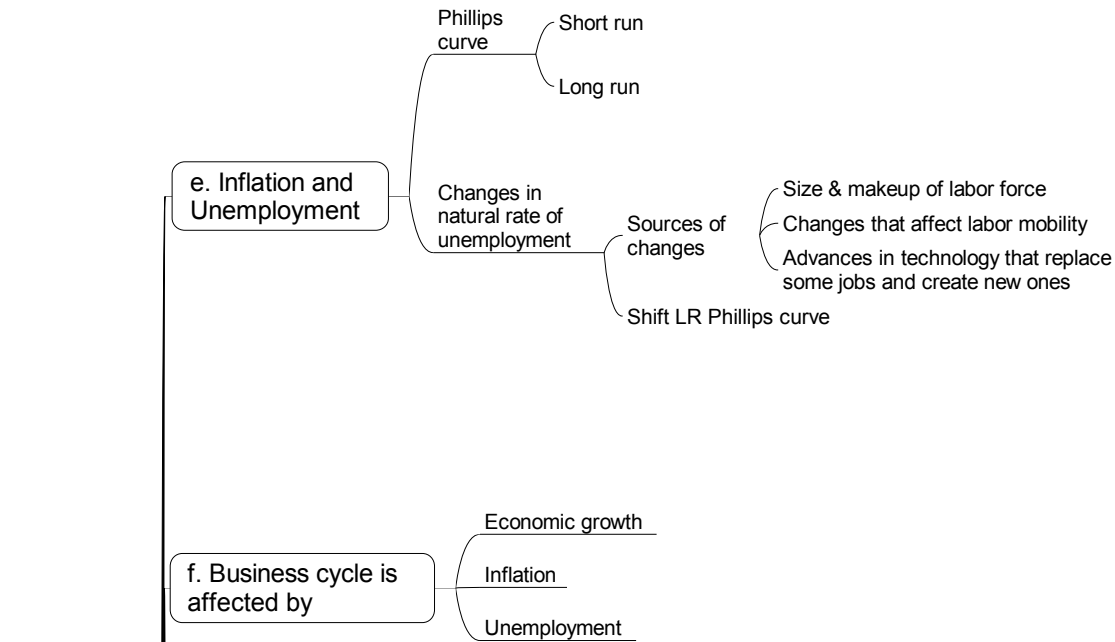 Phillips
curve
Short run
Long run
e. Inflation and
Unemployment
Changes in
natural rate of
unemployment
Sources of
changes
Size & makeup of labor force
Changes that affect labor mobility
Advances in technology that replace
some jobs and create new ones
Shift LR Phillips curve
f. Business cycle is
affected by
Economic growth
Inflation
Unemployment